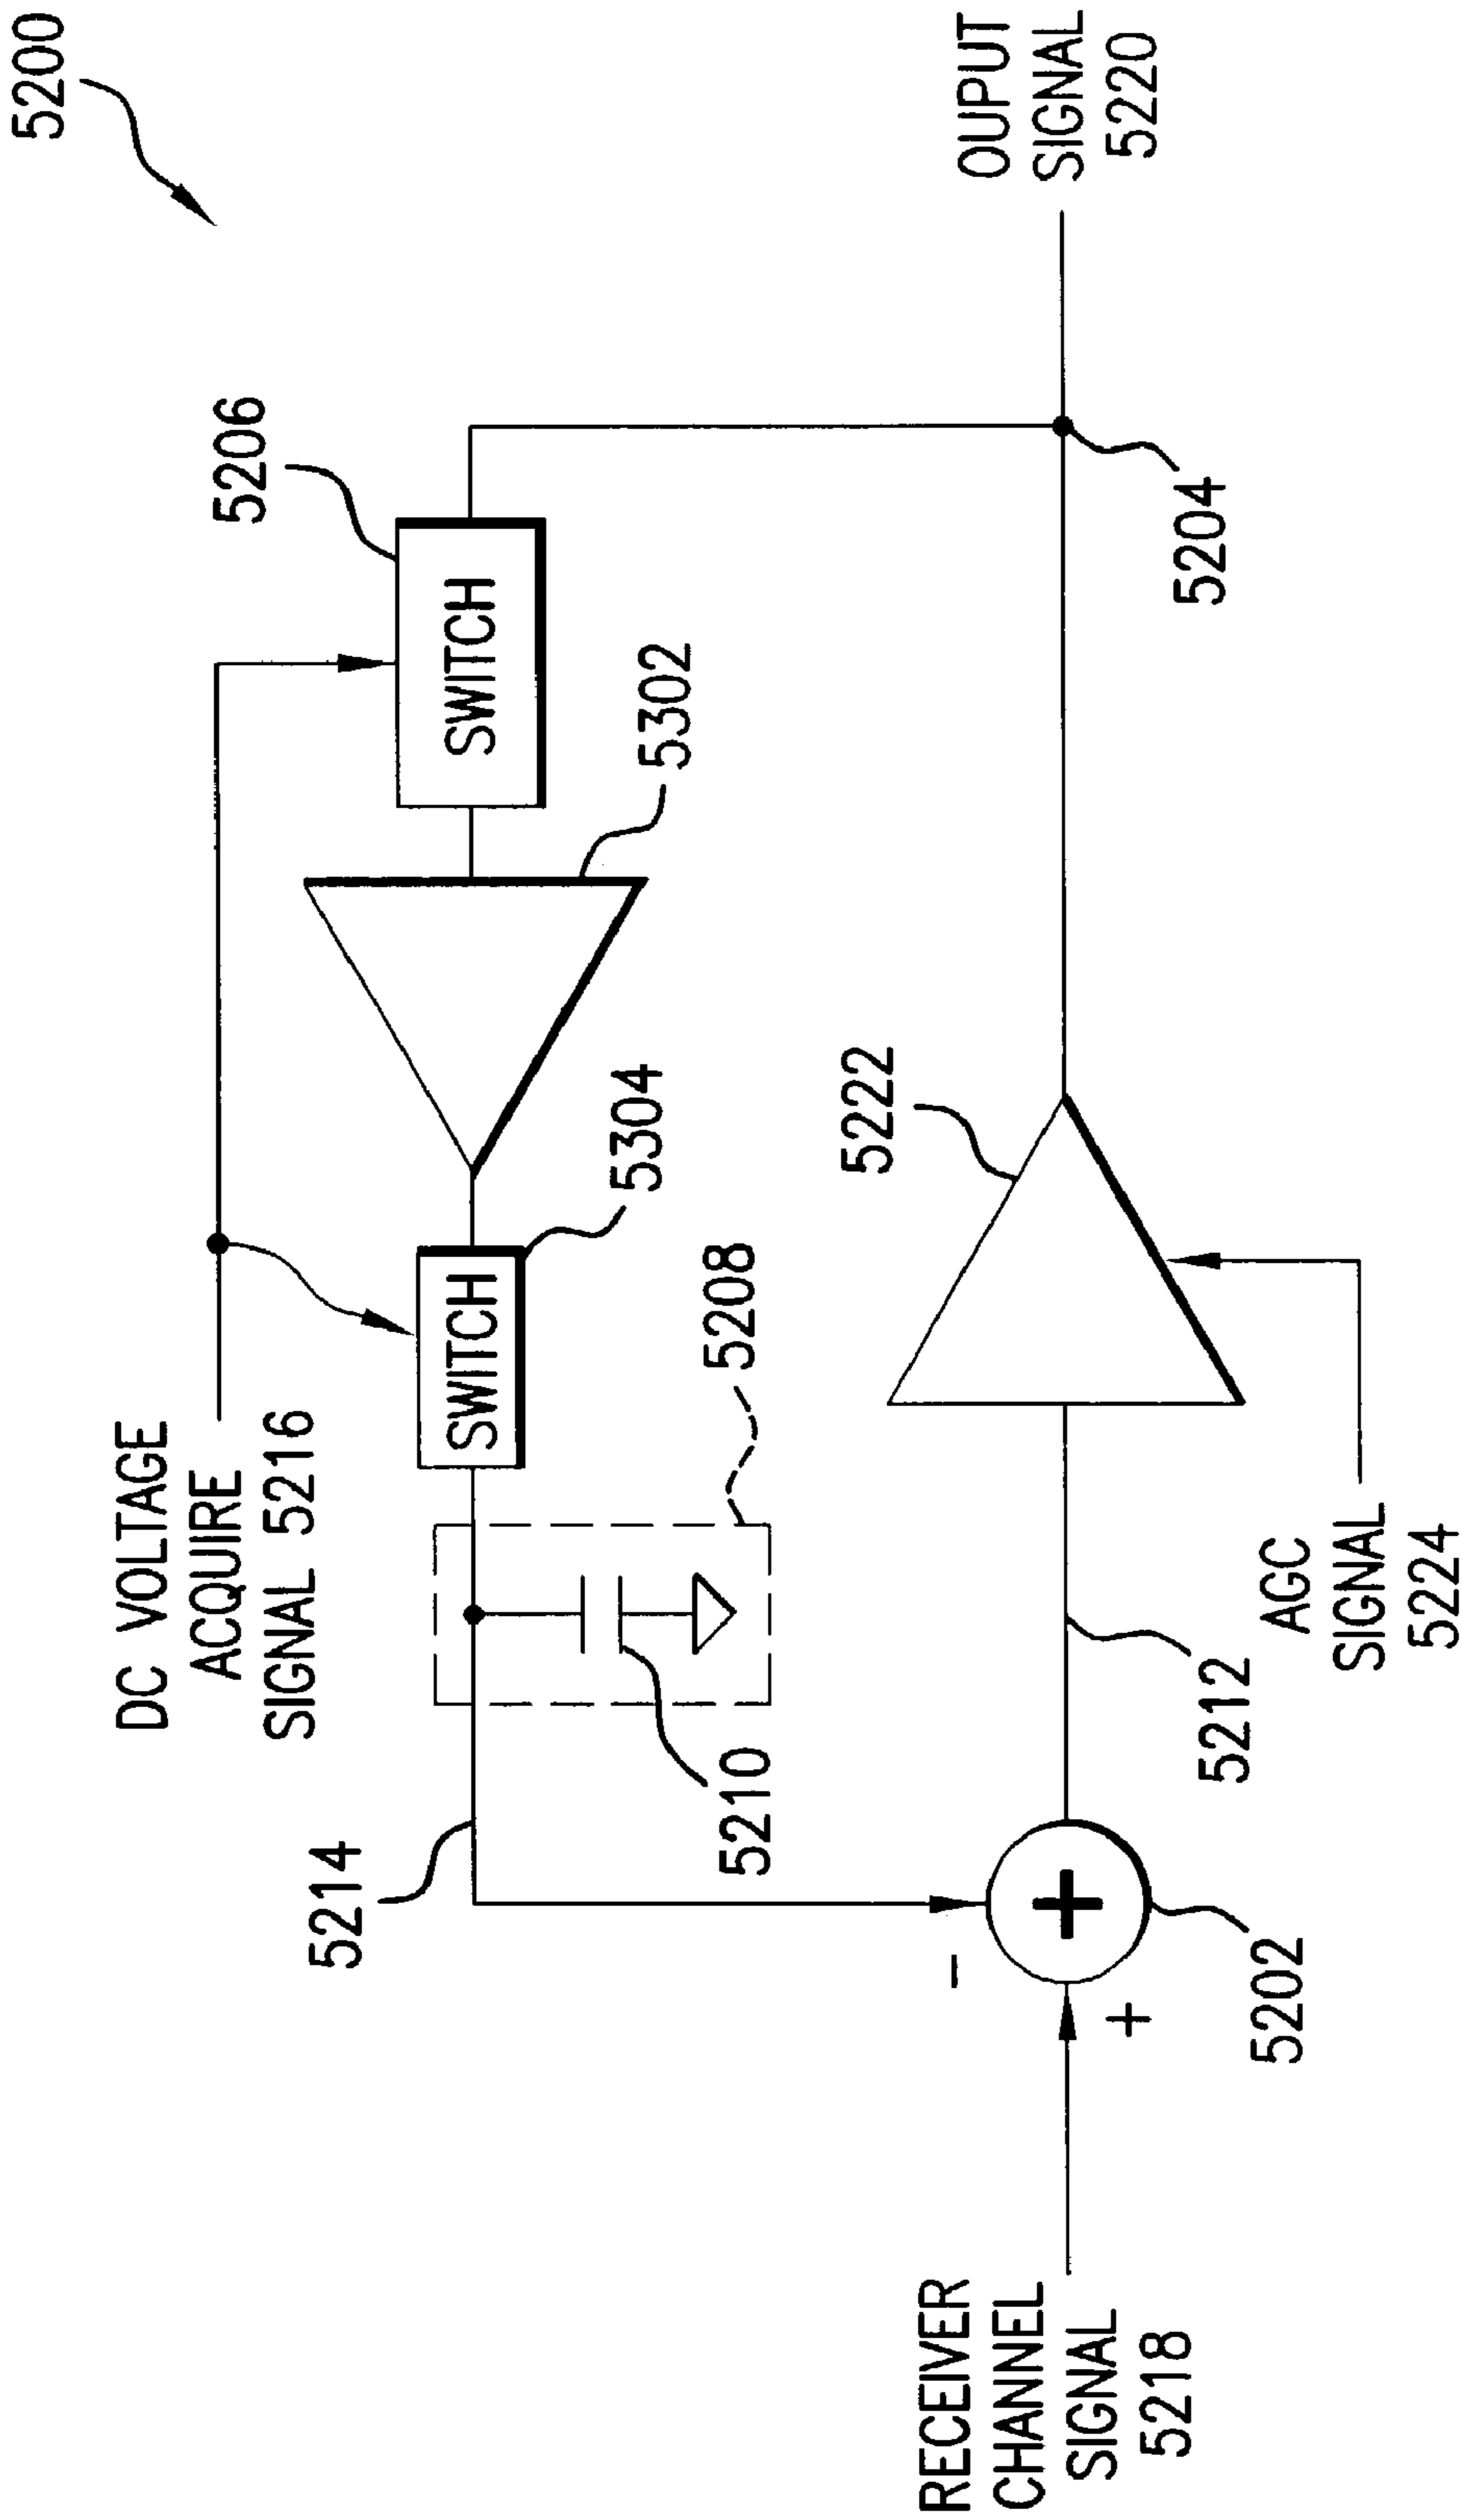 5200
5206
DC VOLTAGE
ACQUIRE
SIGNAL 5216
SWITCH
5302
5304
SWITCH
5214
5208
5210
5222
OUPUT
SIGNAL
5220
5204
RECEIVER
CHANNEL
SIGNAL
5218
-
+
+
5202
5212
AGC
SIGNAL
5224